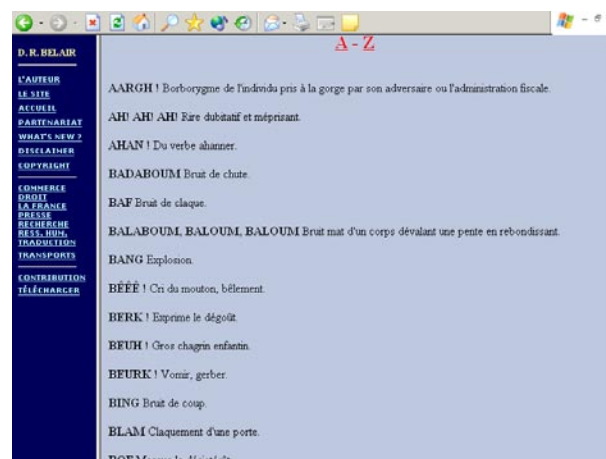 A - Z
D. R. BELAIR
L'AUTEUR
LE SITE
ACCUEIL
PARTENARIAT
WHAT'S NEW ?
DISCLAIMER
COPYRIGHT
COMMERCE
DROIT
LA FRANCE
PRESSE
RECHERCHE
RESS. HUM.
TRADUCTION
TRANSPORTS
CONTRIBUTION
TÉLÉCHARGER
AARGH ! Borborygme de l'individu pris à la gorge par son adversaire ou l'administration fiscale.
AH! AH! AH! Rire dubitatif et méprisant.
AHAN ! Du verbe ahanner.
BADABOUM Bruit de chute.
BAF Bruit de claque.
BALABOUM, BALOUM, BALOUM Bruit mat d'un corps dévalant une pente en rebondissant.
BANG Explosion.
BÊÊÊ ! Cri du mouton, bêlement.
BERK ! Exprime le dégoût.
BEUH ! Gros chagrin enfantin.
BEURK ! Vomir, gerber.
BING Bruit de coup.
BLAM Claquement d'une porte.